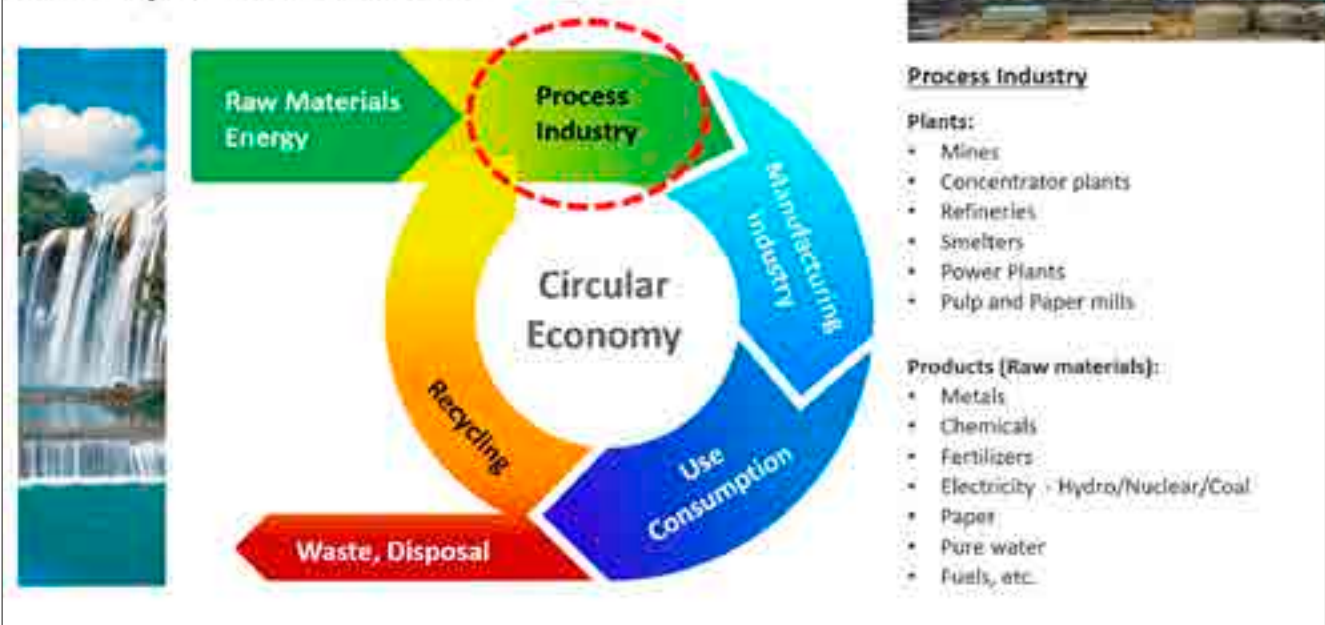 Raw Materials
Energy
Process
Industry
Manufacturing
Industry
Circular
Economy
Recycling
Use
Consumption
Waste, Disposal
Process Industry
Plants:
• Mines
• Concentrator plants
• Refineries
• Smelters
• Power Plants
• Pulp and Paper mills
Products (Raw materials):
• Metals
• Chemicals
• Fertilizers
• Electricity - Hydro/Nuclear/Coal
• Paper
• Pure water
• Fuels, etc.